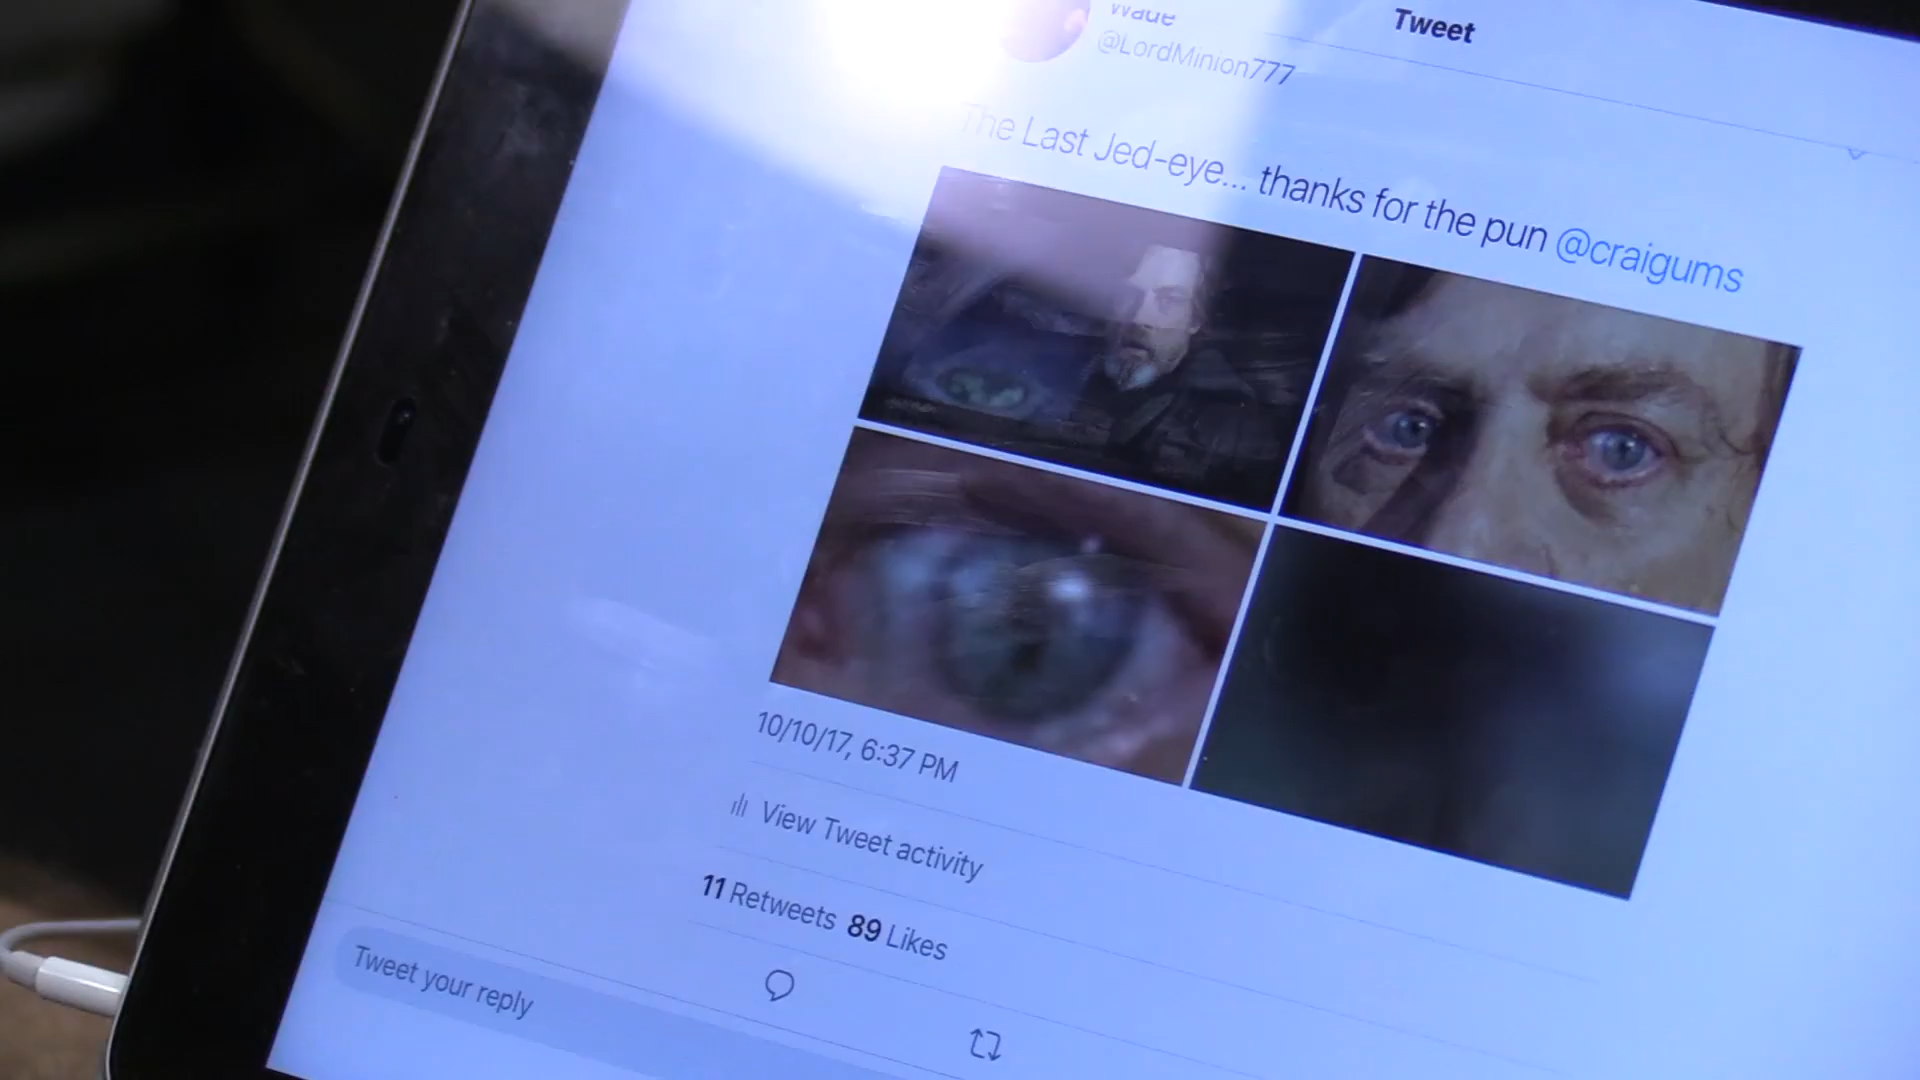 Tweet
Wade
@LordMinion777
The Last Jed-eye... thanks for the pun @craigums
10/10/17, 6:37 PM
View Tweet activity
11 Retweets 89 Likes
Tweet your reply